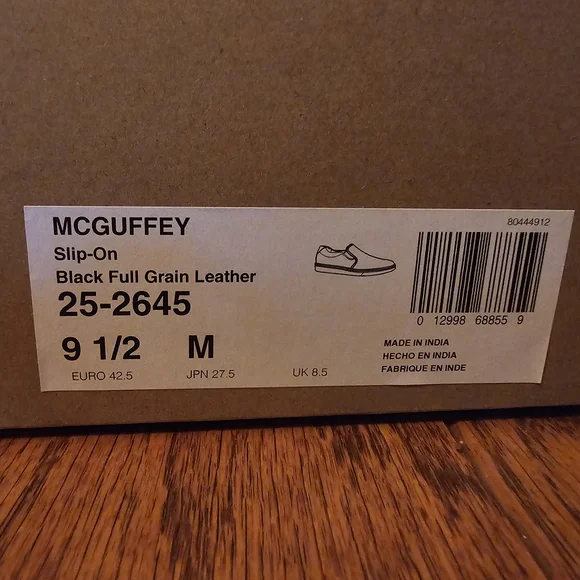 MCGUFFEY
80444912
Slip-On
Black Full Grain Leather
25-2645
0 12998 68855 9
9 1/2 M
MADE IN INDIA
HECHO EN INDIA
FABRIQUE EN INDE
EURO 42.5 JPN 27.5 UK 8.5